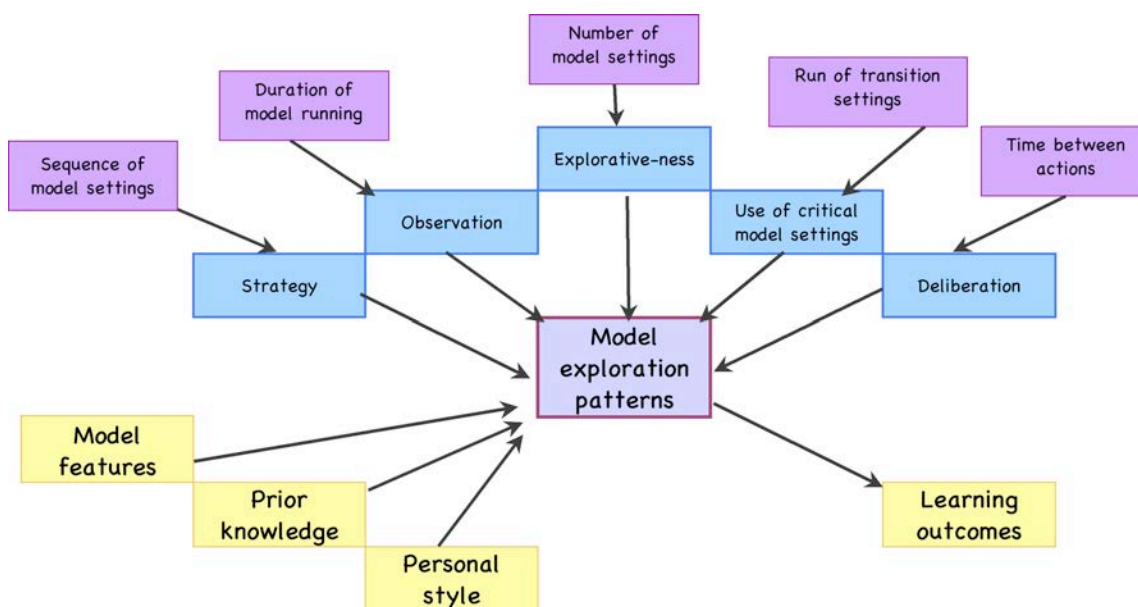 Number of
model settings
Run of transition
settings
Duration of
model running
Time between
actions
Sequence of
model settings
Explorative-ness
Observation
Use of critical
model settings
Strategy
Deliberation
Model
exploration
patterns
Model
features
Prior
knowledge
Personal
style
Learning
outcomes